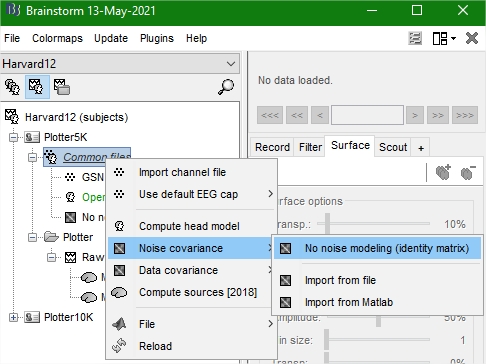 Brainstorm 13-May-2021
File Colormaps Update Plugins Help
Harvard12
No data loaded.
<<< << < > >> >>>
Harvard12 (subjects)
Plotter5K
Common files
GSN
Open
No n
Plotter
Raw
M
M
Plotter10K
Import channel file
Use default EEG cap
Compute head model
Noise covariance
Data covariance
Compute sources [2018]
File
Reload
Record Filter Surface Scout +
urface options
ransp.: 10%
No noise modeling (identity matrix)
Import from file
Import from Matlab
mplitude: 50%
in size: 1
ansp.: 0%